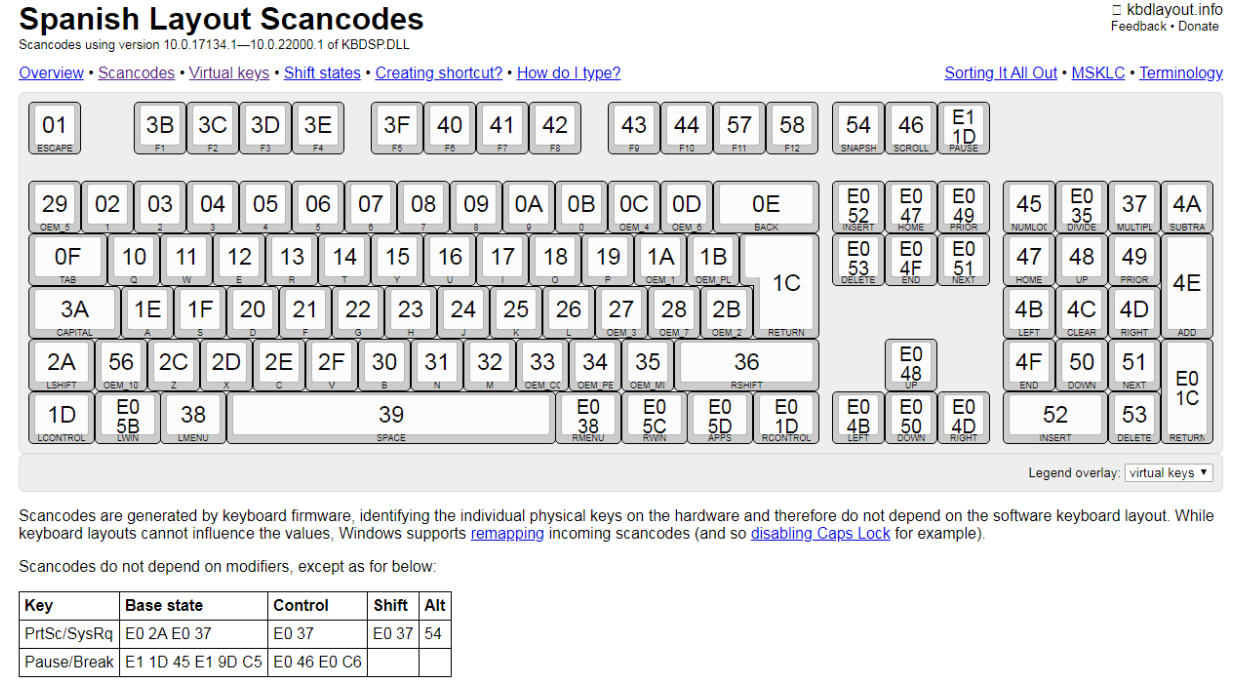 Spanish Layout Scancodes
□ kbdlayout.info
Feedback • Donate
Scancodes using version 10.0.17134.1—10.0.22000.1 of KBDSP.DLL
Overview • Scancodes • Virtual keys • Shift states • Creating shortcut? • How do I type?
Sorting It All Out • MSKLC • Terminology
01 3B 3C 3D 3E 3F 40 41 42 43 44 57 58 54 46 E1 1D
ESCAPE F1 F2 F3 F4 F5 F6 F7 F8 F9 F10 F11 F12 SNAPSH SCROLL PAUSE
29 02 03 04 05 06 07 08 09 0A 0B 0C 0D 0E E0 52 E0 47 E0 49 45 E0 35 37 4A
OEM_5 1 2 3 4 5 6 7 8 9 0 OEM_4 OEM_6 BACK INSERT HOME PRIOR NUMLOC DIVIDE MULTIPL SUBTRA
0F 10 11 12 13 14 15 16 17 18 19 1A 1B 1C E0 53 E0 4F E0 51 47 48 49 4E
TAB Q W E R T Y U I O P OEM_1 OEM_PL RETURN DELETE END NEXT HOME UP PRIOR ADD
3A 1E 1F 20 21 22 23 24 25 26 27 28 2B 4B 4C 4D
CAPITAL A S D F G H J K L OEM_3 OEM_7 OEM_2 LEFT CLEAR RIGHT
2A 56 2C 2D 2E 2F 30 31 32 33 34 35 36 E0 48 4F 50 51 E0 1C
LSHIFT OEM_10 Z X C V B N M OEM_CO OEM_PE OEM_MI RSHIFT UP END DOWN NEXT RETURN
1D E0 5B 38 39 E0 38 E0 5C E0 5D E0 1D E0 4B E0 50 E0 4D 52 53
LCONTROL LWIN LMENU SPACE RMENU RWIN APPS RCONTROL LEFT DOWN RIGHT INSERT DELETE
Legend overlay: virtual keys ▼
Scancodes are generated by keyboard firmware, identifying the individual physical keys on the hardware and therefore do not depend on the software keyboard layout. While
keyboard layouts cannot influence the values, Windows supports remapping incoming scancodes (and so disabling Caps Lock for example).
Scancodes do not depend on modifiers, except as for below:
Key Base state Control Shift Alt
PrtSc/SysRq E0 2A E0 37 E0 37 E0 37 54
Pause/Break E1 1D 45 E1 9D C5 E0 46 E0 C6